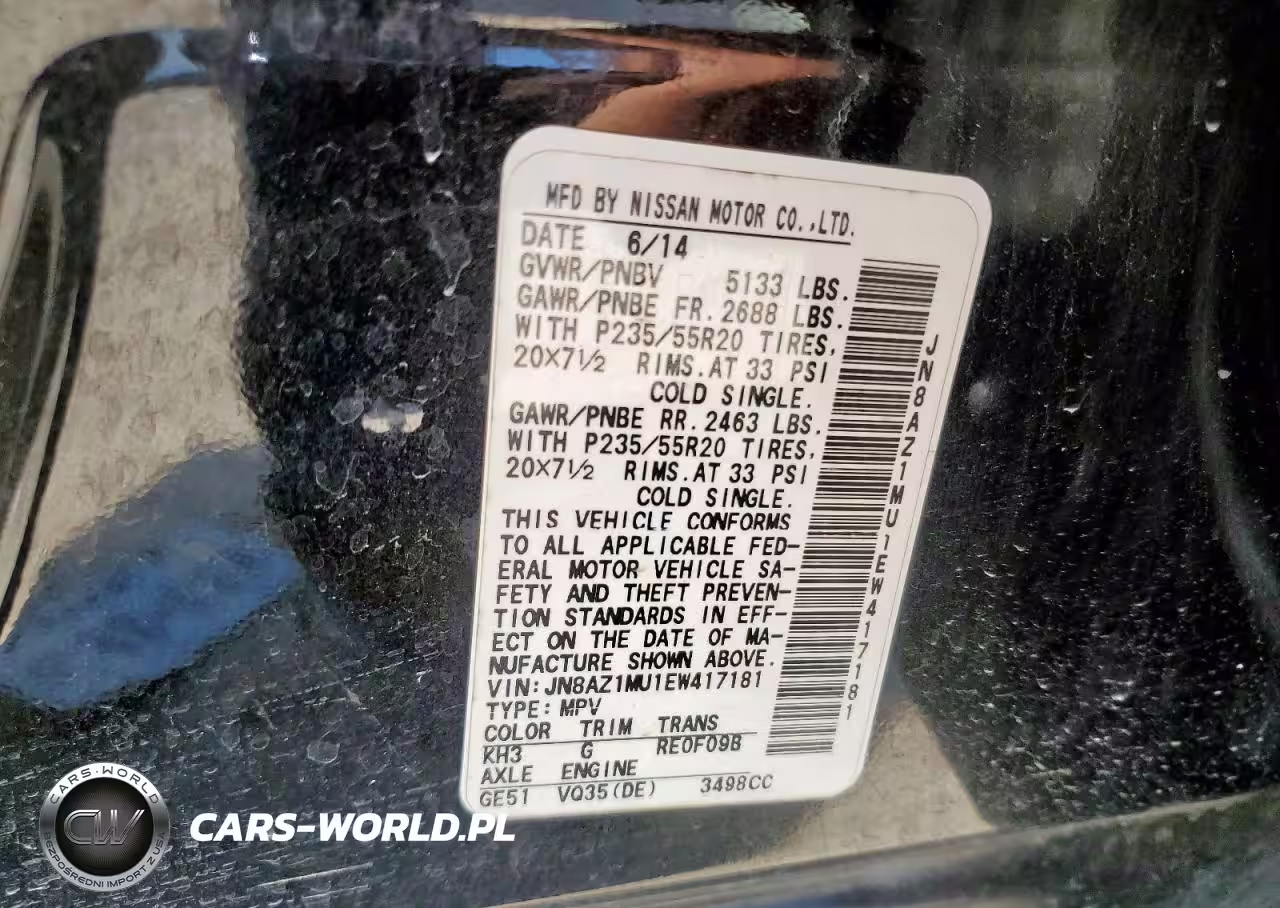 MFD BY NISSAN MOTOR CO.,LTD.
DATE 6/14
GVWR/PNBV 5133 LBS.
GAWR/PNBE FR. 2688 LBS.
WITH P235/55R20 TIRES,
20X7½ RIMS. AT 33 PSI
COLD SINGLE.
GAWR/PNBE RR. 2463 LBS.
WITH P235/55R20 TIRES,
20X7½ RIMS. AT 33 PSI
COLD SINGLE.
THIS VEHICLE CONFORMS
TO ALL APPLICABLE FED-
ERAL MOTOR VEHICLE SA-
FETY AND THEFT PREVEN-
TION STANDARDS IN EFF-
ECT ON THE DATE OF MA-
NUFACTURE SHOWN ABOVE.
VIN: JN8AZ1MU1EW417181
TYPE: MPV
COLOR TRIM TRANS
KH3 G RE0F09B
AXLE ENGINE
GE51 VQ35(DE) 3498CC
JN8AZ1MU1EW417181
CARS-WORLD
CW
BEZPOŚREDNI IMPORT Z USA
CARS-WORLD.PL